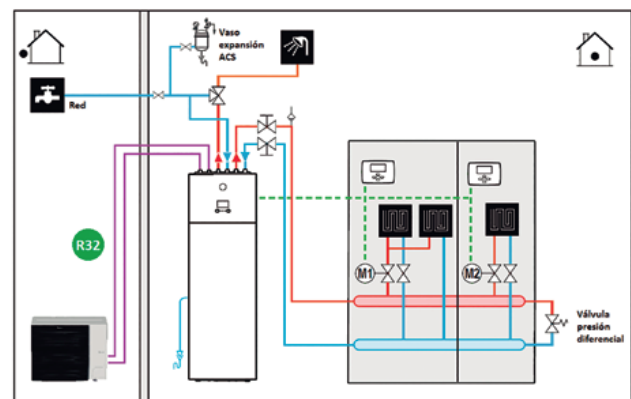 Vaso
expansión
ACS
Red
R32
M1
M2
Válvula
presión
diferencial